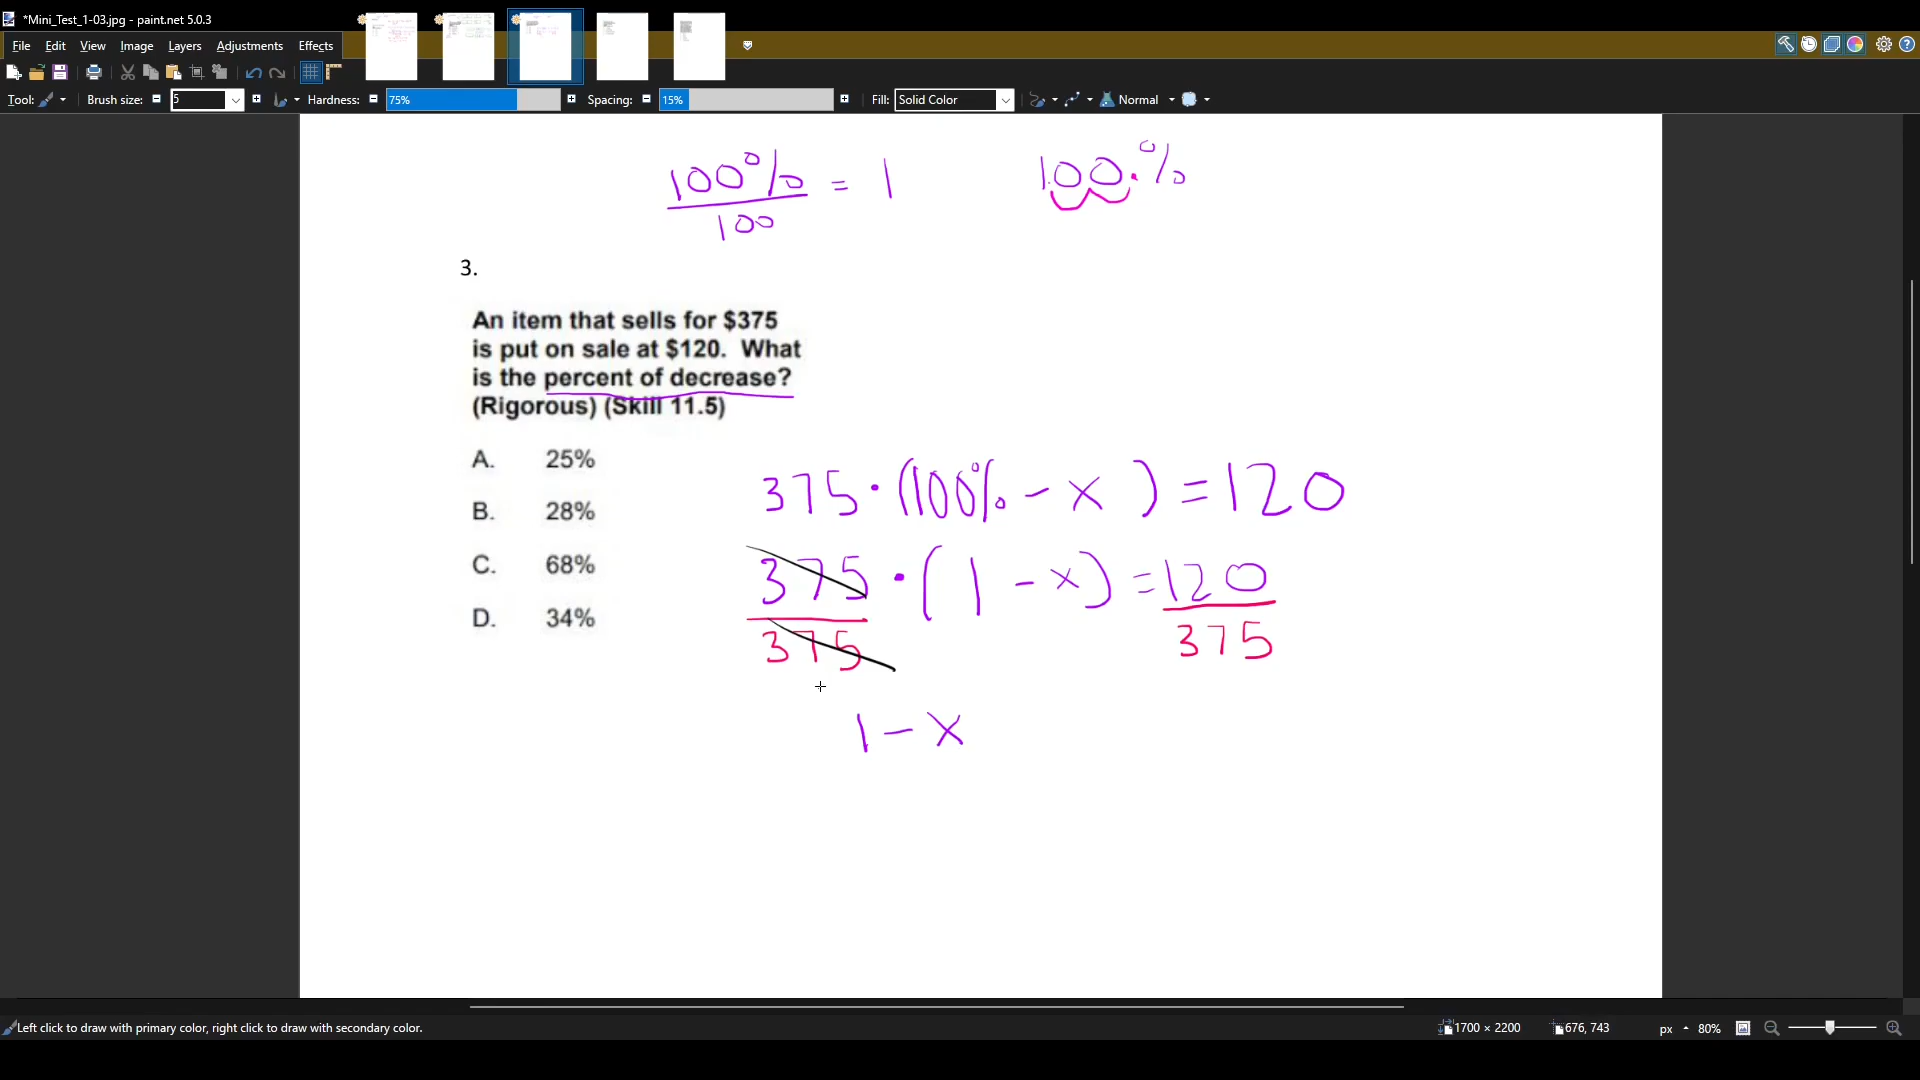 *Mini_Test_1-03.jpg - paint.net 5.0.3
File Edit View Image Layers Adjustments Effects
Tool: Brush size: 5 Hardness: 75% Spacing: 15% Fill: Solid Color Normal
100% / 100 = 1
100.%
3.
An item that sells for $375
is put on sale at $120. What
is the percent of decrease?
(Rigorous) (Skill 11.5)
A. 25%
B. 28%
C. 68%
D. 34%
375 · (100% - x) = 120
375 · (1 - x) = 120
375 375
1 - x
Left click to draw with primary color, right click to draw with secondary color.
1700 × 2200 676, 743 px 80%